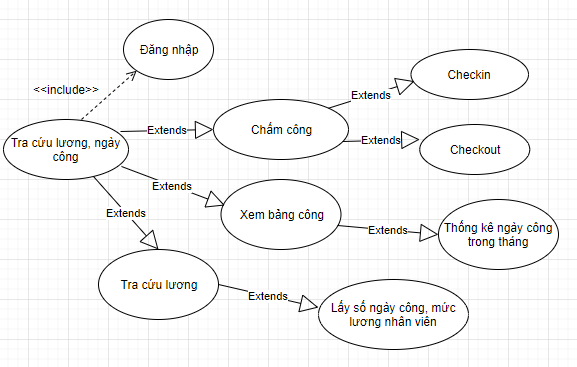 Đăng nhập
<<include>>
Checkin
Extends
Tra cứu lương, ngày
công
Extends
Chấm công
Extends
Checkout
Extends
Xem bảng công
Extends
Thống kê ngày công
trong tháng
Extends
Tra cứu lương
Extends
Lấy số ngày công, mức
lương nhân viên